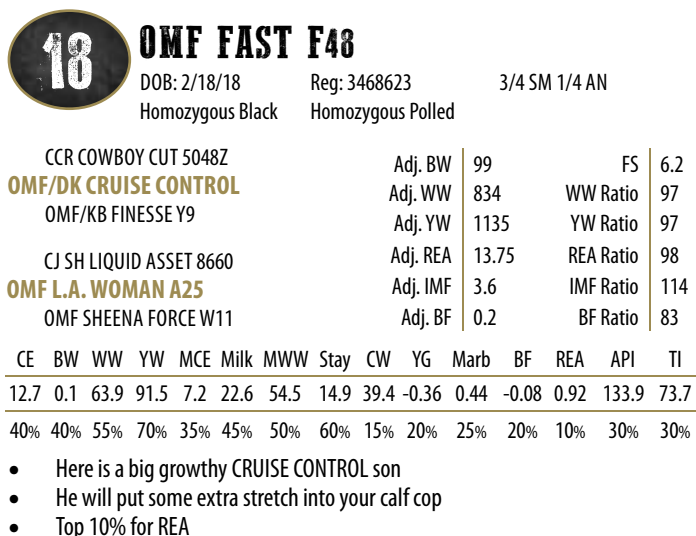 18
OMF FAST F48
DOB: 2/18/18 Reg: 3468623 3/4 SM 1/4 AN
Homozygous Black Homozygous Polled
CCR COWBOY CUT 5048Z
OMF/DK CRUISE CONTROL
OMF/KB FINESSE Y9
CJ SH LIQUID ASSET 8660
OMF L.A. WOMAN A25
OMF SHEENA FORCE W11
Adj. BW 99 FS 6.2
Adj. WW 834 WW Ratio 97
Adj. YW 1135 YW Ratio 97
Adj. REA 13.75 REA Ratio 98
Adj. IMF 3.6 IMF Ratio 114
Adj. BF 0.2 BF Ratio 83
CE BW WW YW MCE Milk MWW Stay CW YG Marb BF REA API TI
12.7 0.1 63.9 91.5 7.2 22.6 54.5 14.9 39.4 -0.36 0.44 -0.08 0.92 133.9 73.7
40% 40% 55% 70% 35% 45% 50% 60% 15% 20% 25% 20% 10% 30% 30%
• Here is a big growthy CRUISE CONTROL son
• He will put some extra stretch into your calf cop
• Top 10% for REA